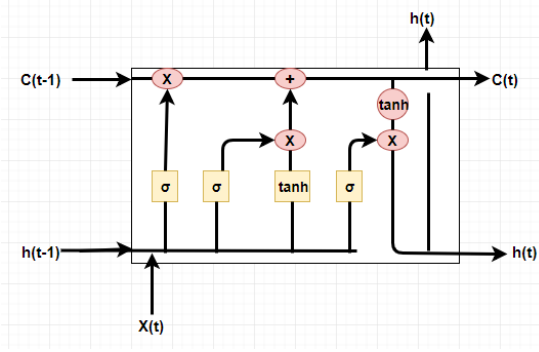 h(t)
C(t-1)
X
+
C(t)
tanh
X
X
σ
σ
tanh
σ
h(t-1)
h(t)
X(t)